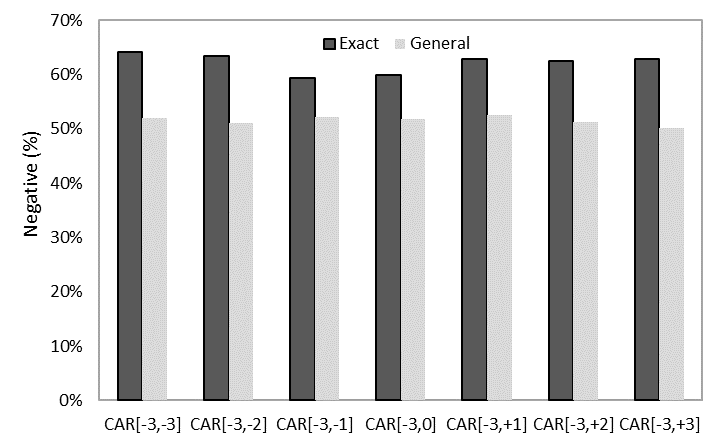 70%
Exact General
60%
50%
40%
30%
20%
10%
0%
Negative (%)
CAR[-3,-3] CAR[-3,-2] CAR[-3,-1] CAR[-3,0] CAR[-3,+1] CAR[-3,+2] CAR[-3,+3]